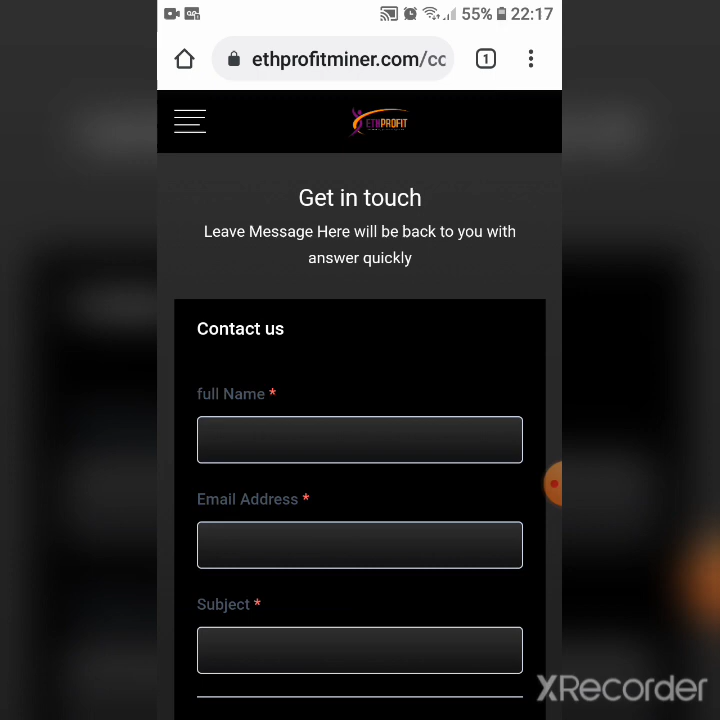 55% 22:17
ethprofitminer.com/cc
1
ETHPROFIT
Get in touch
Leave Message Here will be back to you with
answer quickly
Contact us
full Name *
Email Address *
Subject *
XRecorder